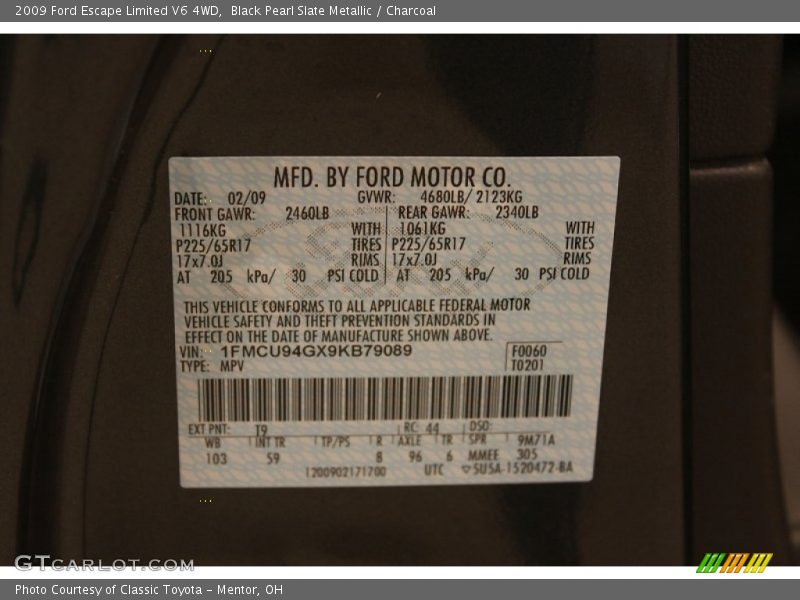 2009 Ford Escape Limited V6 4WD,  Black Pearl Slate Metallic / Charcoal
MFD. BY FORD MOTOR CO.
DATE: 02/09 GVWR: 4680LB/ 2123KG
FRONT GAWR: 2460LB REAR GAWR: 2340LB
1116KG WITH 1061KG WITH
P225/65R17 TIRES P225/65R17 TIRES
17x7.0J RIMS 17x7.0J RIMS
AT 205 kPa/ 30 PSI COLD AT 205 kPa/ 30 PSI COLD
THIS VEHICLE CONFORMS TO ALL APPLICABLE FEDERAL MOTOR
VEHICLE SAFETY AND THEFT PREVENTION STANDARDS IN
EFFECT ON THE DATE OF MANUFACTURE SHOWN ABOVE.
VIN: 1FMCU94GX9KB79089 F0060
TYPE: MPV T0201
EXT PNT: T9 RC: 44 DSO:
WB INT TR TP/PS R AXLE TR SPR 9M71A
103 59 8 96 6 MMEE 305
1200902171700 UTC ▽5USA-1520472-BA
GTCARLOT.COM
Photo Courtesy of Classic Toyota - Mentor, OH